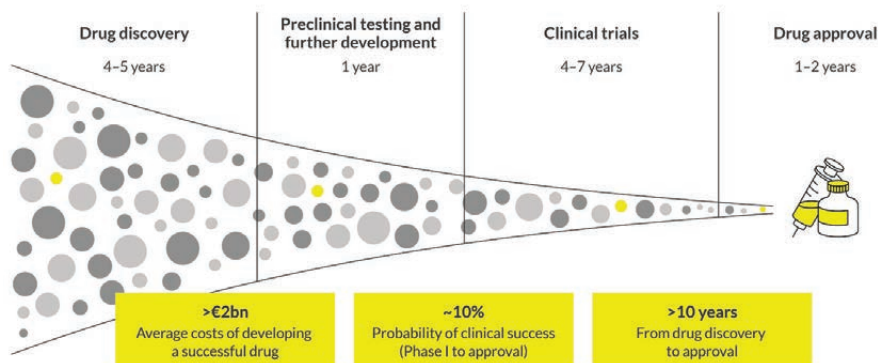 Drug discovery
4–5 years
Preclinical testing and
further development
1 year
Clinical trials
4–7 years
Drug approval
1–2 years
>€2bn
Average costs of developing
a successful drug
~10%
Probability of clinical success
(Phase I to approval)
>10 years
From drug discovery
to approval